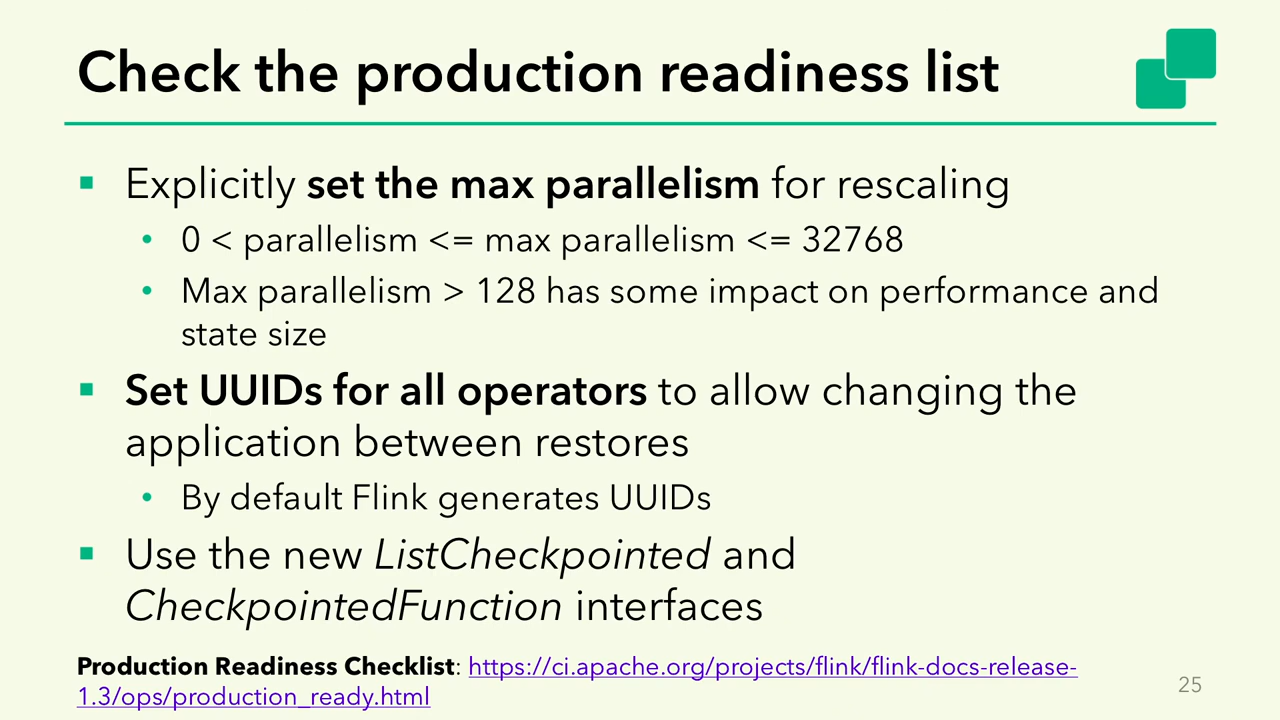 Check the production readiness list
▪ Explicitly set the max parallelism for rescaling
• 0 < parallelism <= max parallelism <= 32768
• Max parallelism > 128 has some impact on performance and
state size
▪ Set UUIDs for all operators to allow changing the
application between restores
• By default Flink generates UUIDs
▪ Use the new ListCheckpointed and
CheckpointedFunction interfaces
Production Readiness Checklist: https://ci.apache.org/projects/flink/flink-docs-release-
1.3/ops/production_ready.html
25